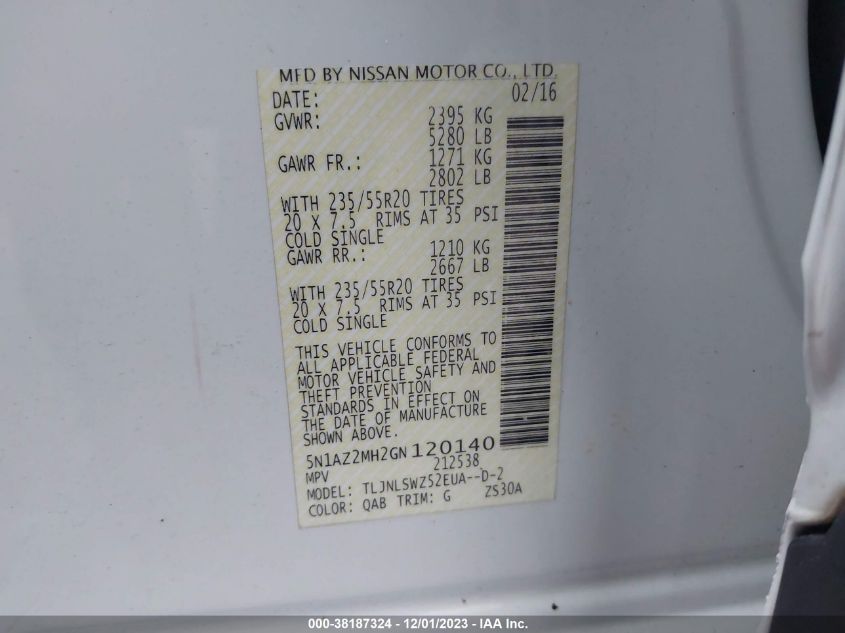 MFD BY NISSAN MOTOR CO., LTD.
DATE: 02/16
GVWR: 2395 KG
5280 LB
GAWR FR.: 1271 KG
2802 LB
WITH 235/55R20 TIRES
20 X 7.5 RIMS AT 35 PSI
COLD SINGLE
GAWR RR.: 1210 KG
2667 LB
WITH 235/55R20 TIRES
20 X 7.5 RIMS AT 35 PSI
COLD SINGLE
THIS VEHICLE CONFORMS TO
ALL APPLICABLE FEDERAL
MOTOR VEHICLE SAFETY AND
THEFT PREVENTION
STANDARDS IN EFFECT ON
THE DATE OF MANUFACTURE
SHOWN ABOVE.
5N1AZ2MH2GN120140
MPV 212538
MODEL: TLJNLSWZ52EUA--D-2
COLOR: QAB TRIM: G ZS30A
000-38187324 - 12/01/2023 - IAA Inc.